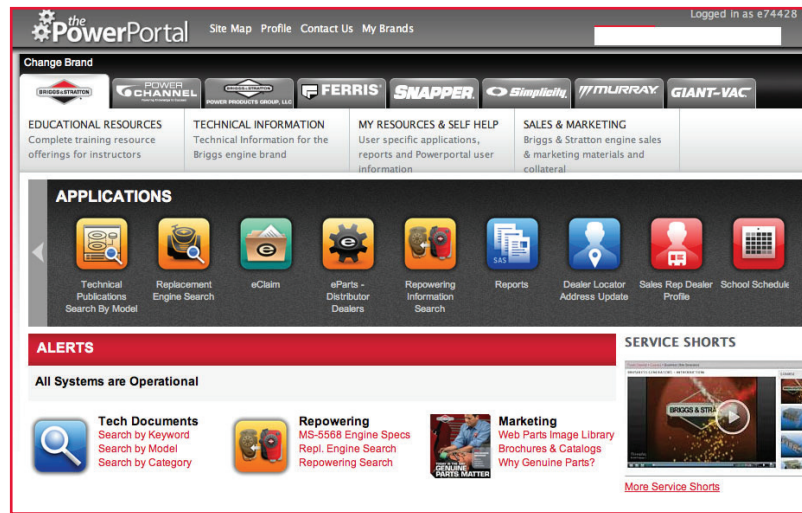 Logged in as e74428
the
PowerPortal
Site Map Profile Contact Us My Brands
Change Brand
BRIGGS & STRATTON
POWER
CHANNEL
BRIGGS & STRATTON
POWER PRODUCTS GROUP, LLC
FERRIS
SNAPPER
Simplicity
MURRAY
GIANT-VAC
EDUCATIONAL RESOURCES
Complete training resource
offerings for instructors
TECHNICAL INFORMATION
Technical Information for the
Briggs engine brand
MY RESOURCES & SELF HELP
User specific applications,
reports and Powerportal user
information
SALES & MARKETING
Briggs & Stratton engine sales
& marketing materials and
collateral
APPLICATIONS
Technical
Publications
Search By Model
Replacement
Engine Search
eClaim
eParts -
Distributor
Dealers
Repowering
Information
Search
SAS
Reports
Dealer Locator
Address Update
Sales Rep Dealer
Profile
School Schedule
ALERTS
All Systems are Operational
Tech Documents
Search by Keyword
Search by Model
Search by Category
Repowering
MS-5568 Engine Specs
Repl. Engine Search
Repowering Search
GENUINE
PARTS MATTER
Marketing
Web Parts Image Library
Brochures & Catalogs
Why Genuine Parts?
SERVICE SHORTS
BRIGGS & STRA
More Service Shorts